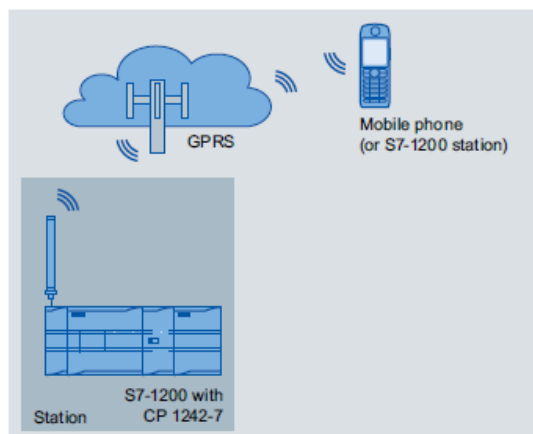 GPRS
Mobile phone
(or S7-1200 station)
S7-1200 with
Station CP 1242-7